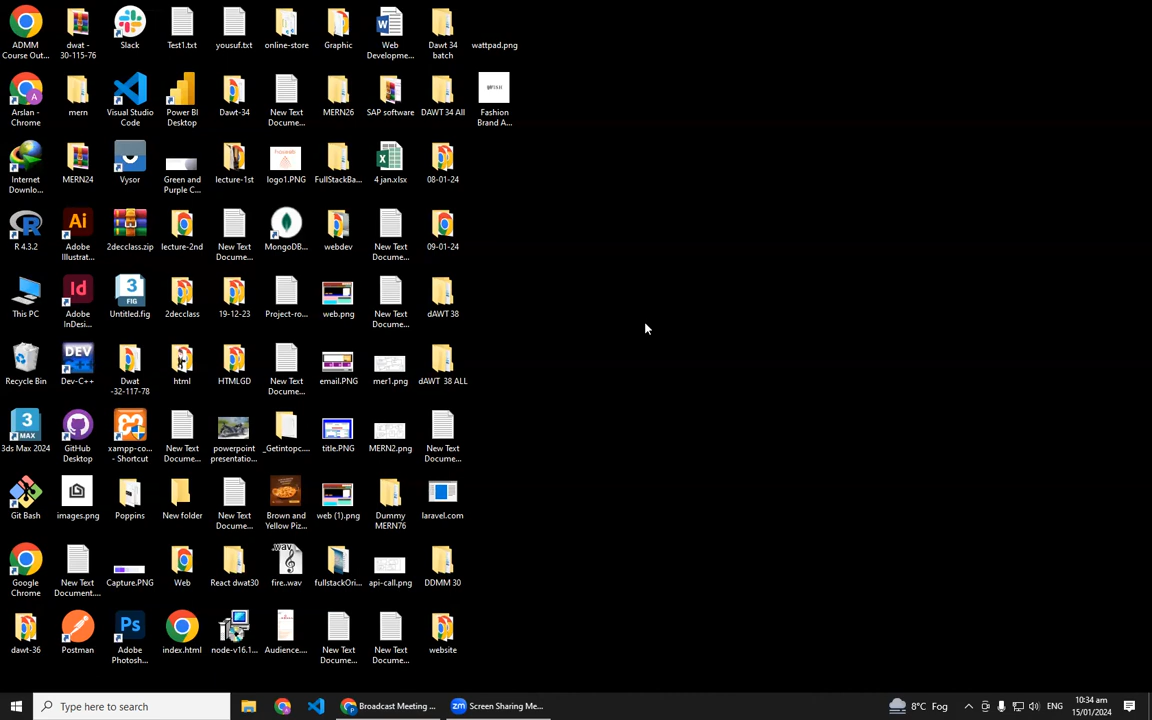 ADMM
Course Out...
dwat -
30-115-76
Slack
Test1.txt
yousuf.txt
online-store
Graphic
Web
Developme...
Dawt 34
batch
wattpad.png
Arslan -
Chrome
mern
Visual Studio
Code
Power BI
Desktop
Dawt-34
New Text
Docume...
MERN26
SAP software
DAWT 34 All
Fashion
Brand A...
Internet
Downlo...
MERN24
Vysor
Green and
Purple C...
lecture-1st
logo1.PNG
FullStackBa...
4 jan.xlsx
08-01-24
R 4.3.2
Adobe
Illustrat...
2decclass.zip
lecture-2nd
New Text
Docume...
MongoDB...
webdev
New Text
Docume...
09-01-24
This PC
Adobe
InDesi...
Untitled.fig
2decclass
19-12-23
Project-ro...
web.png
New Text
Docume...
dAWT 38
Recycle Bin
Dev-C++
Dwat
-32-117-78
html
HTMLGD
New Text
Docume...
email.PNG
mer1.png
dAWT 38 ALL
3ds Max 2024
GitHub
Desktop
xampp-co...
- Shortcut
New Text
Docume...
powerpoint
presentatio...
_Getintopc....
title.PNG
MERN2.png
New Text
Docume...
Git Bash
images.png
Poppins
New folder
New Text
Docume...
Brown and
Yellow Piz...
web (1).png
Dummy
MERN76
laravel.com
Google
Chrome
New Text
Document....
Capture.PNG
Web
React dwat30
fire..wav
fullstackOri...
api-call.png
DDMM 30
dawt-36
Postman
Adobe
Photosh...
index.html
node-v16.1...
Audience....
New Text
Docume...
New Text
Docume...
website
Type here to search
Broadcast Meeting ...
Screen Sharing Me...
8°C Fog
ENG
10:34 am
15/01/2024